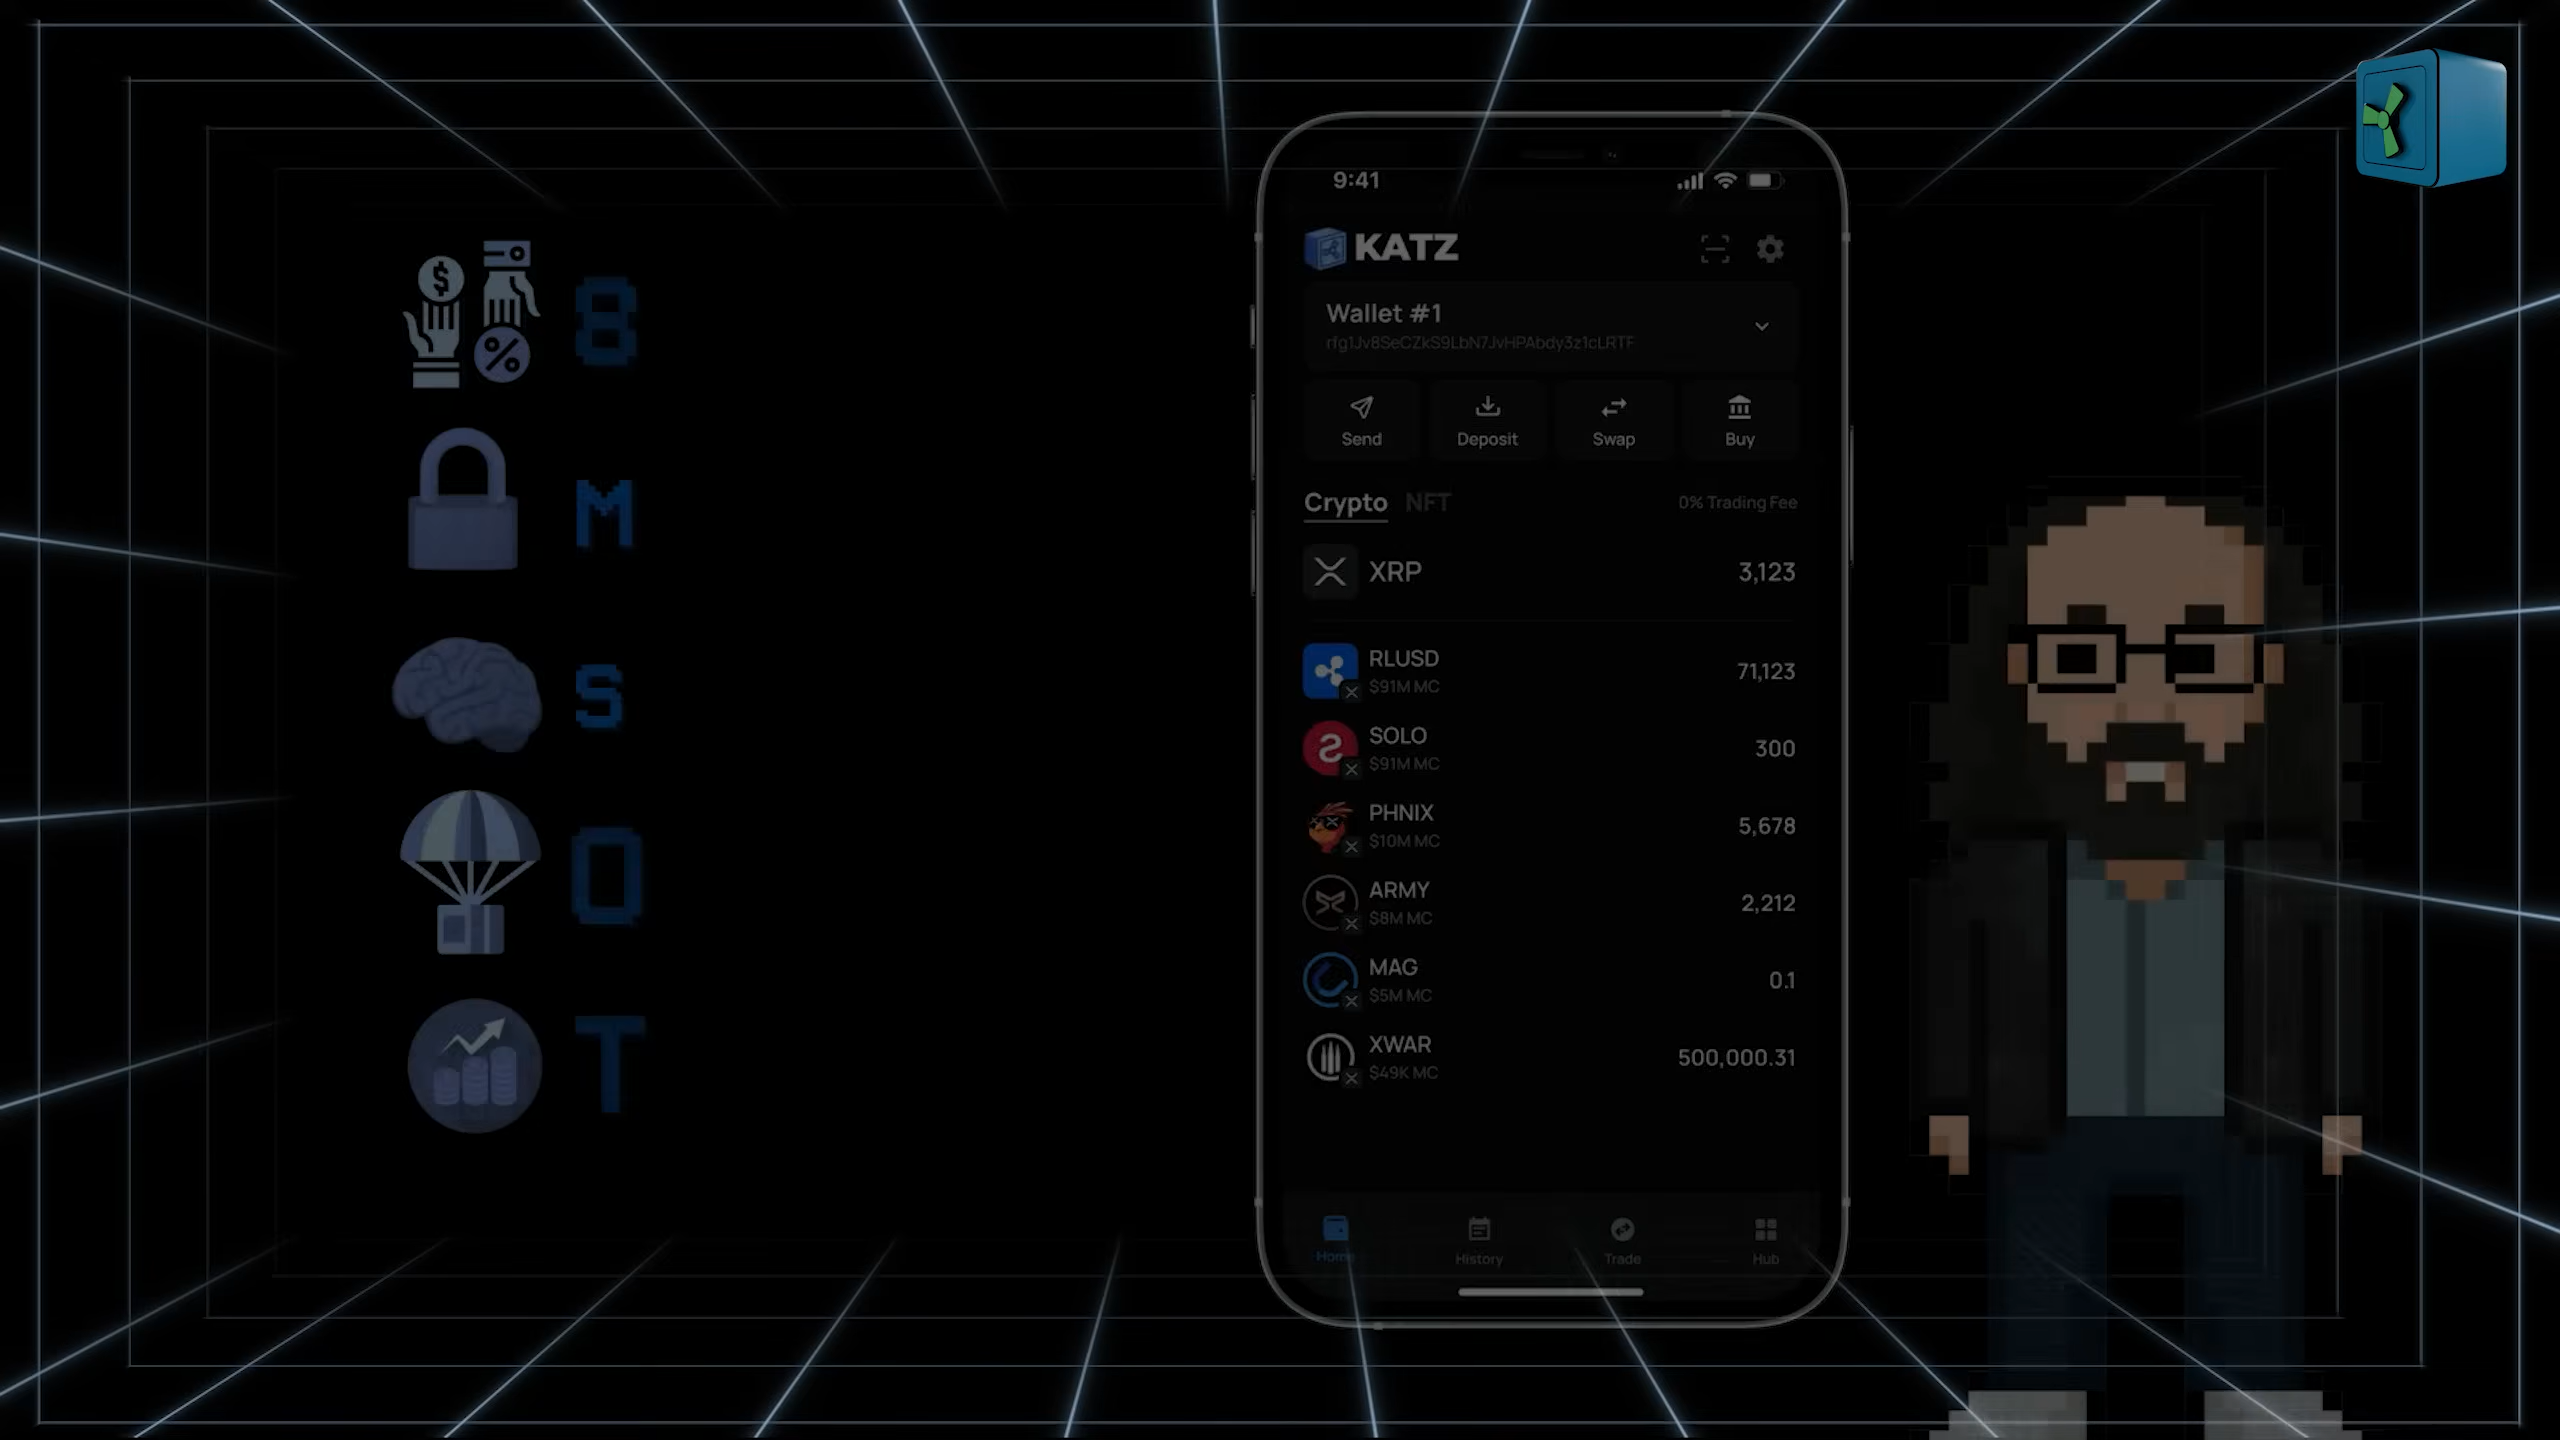 8
M
S
O
T
9:41
KATZ
Wallet #1
rfg1Jv8SeCZkS9LbN7JvHPAbdy3z1cLRTF
Send Deposit Swap Buy
Crypto NFT 0% Trading Fee
XRP 3,123
RLUSD 71,123
$91M MC
SOLO 300
$91M MC
PHNIX 5,678
$10M MC
ARMY 2,212
$8M MC
MAG 0.1
$5M MC
XWAR 500,000.31
$49K MC
Home History Trade Hub